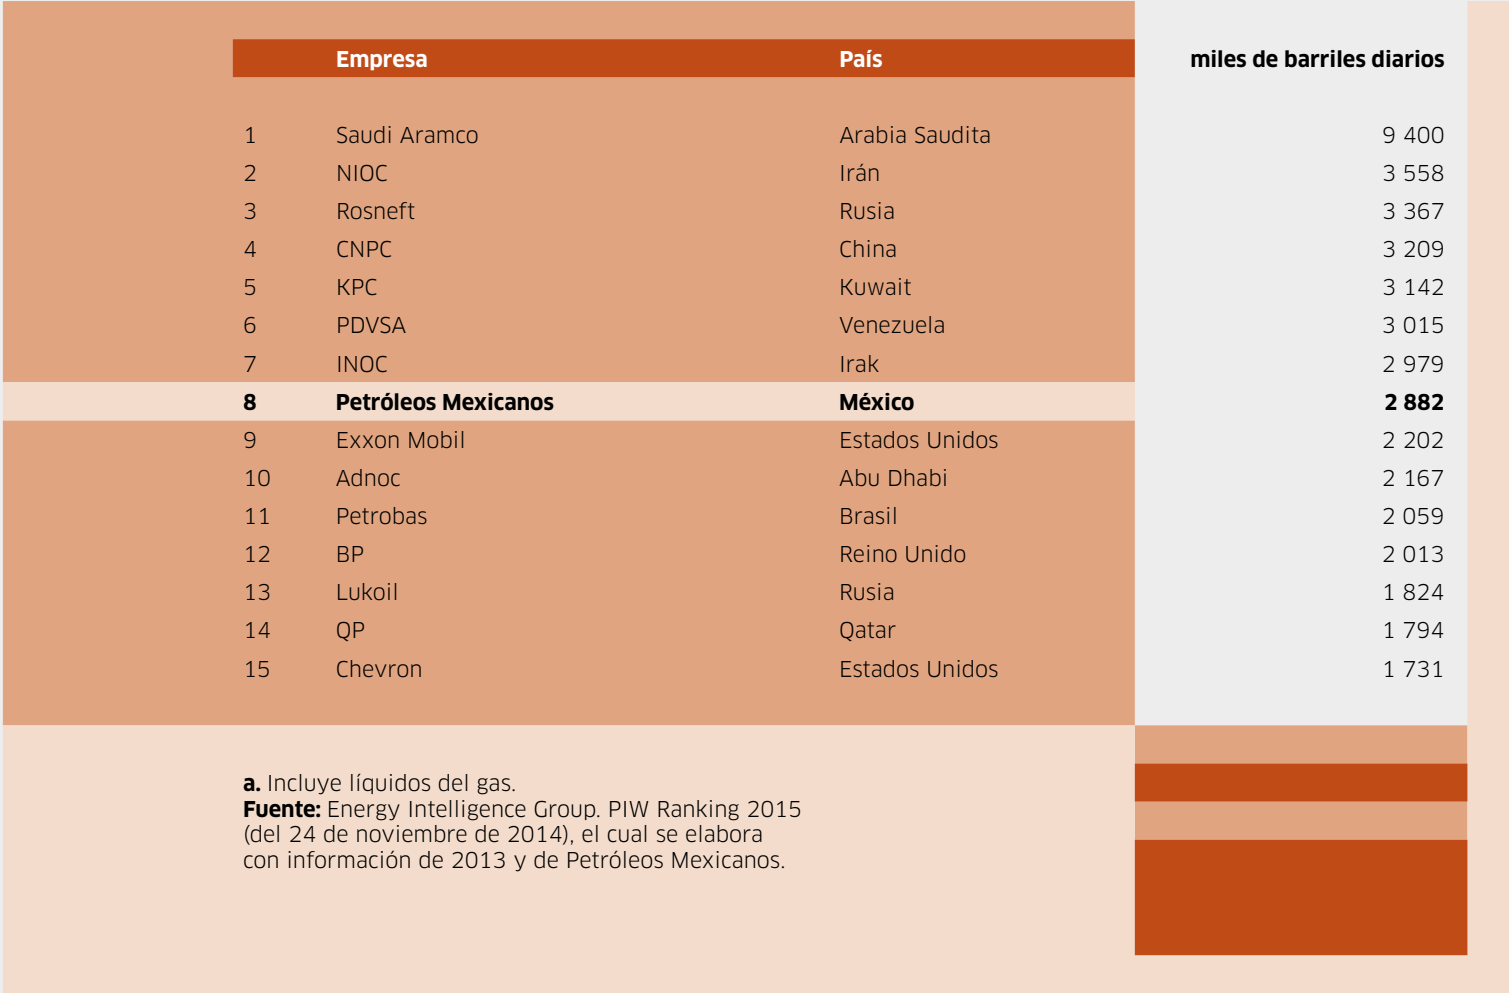 Empresa País miles de barriles diarios
1 Saudi Aramco Arabia Saudita 9 400
2 NIOC Irán 3 558
3 Rosneft Rusia 3 367
4 CNPC China 3 209
5 KPC Kuwait 3 142
6 PDVSA Venezuela 3 015
7 INOC Irak 2 979
8 Petróleos Mexicanos México 2 882
9 Exxon Mobil Estados Unidos 2 202
10 Adnoc Abu Dhabi 2 167
11 Petrobas Brasil 2 059
12 BP Reino Unido 2 013
13 Lukoil Rusia 1 824
14 QP Qatar 1 794
15 Chevron Estados Unidos 1 731
a. Incluye líquidos del gas.
Fuente: Energy Intelligence Group. PIW Ranking 2015
(del 24 de noviembre de 2014), el cual se elabora
con información de 2013 y de Petróleos Mexicanos.